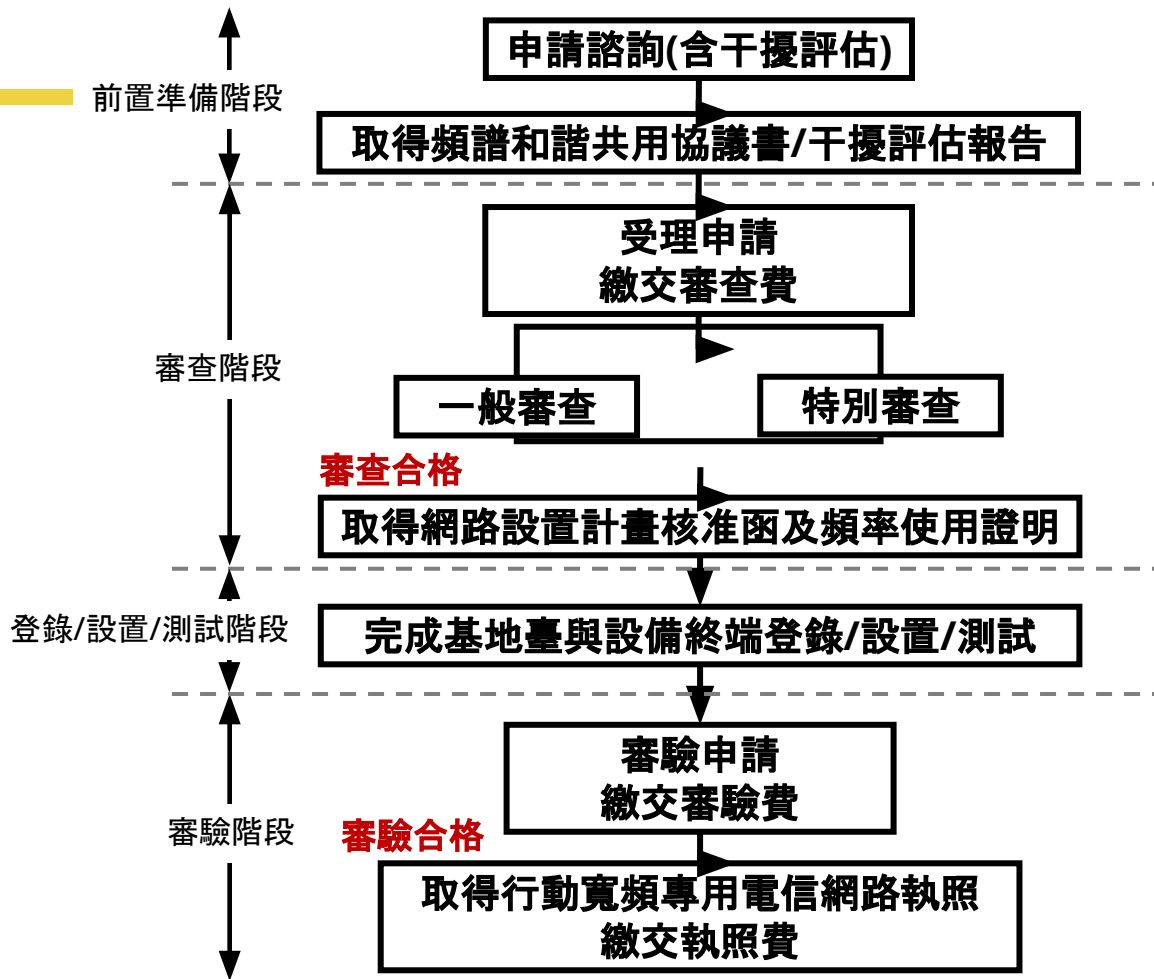 申請諮詢(含干擾評估)
前置準備階段
取得頻譜和諧共用協議書/干擾評估報告
受理申請
繳交審查費
審查階段
一般審查
特別審查
審查合格
取得網路設置計畫核准函及頻率使用證明
登錄/設置/測試階段
完成基地臺與設備終端登錄/設置/測試
審驗申請
繳交審驗費
審驗階段
審驗合格
取得行動寬頻專用電信網路執照
繳交執照費